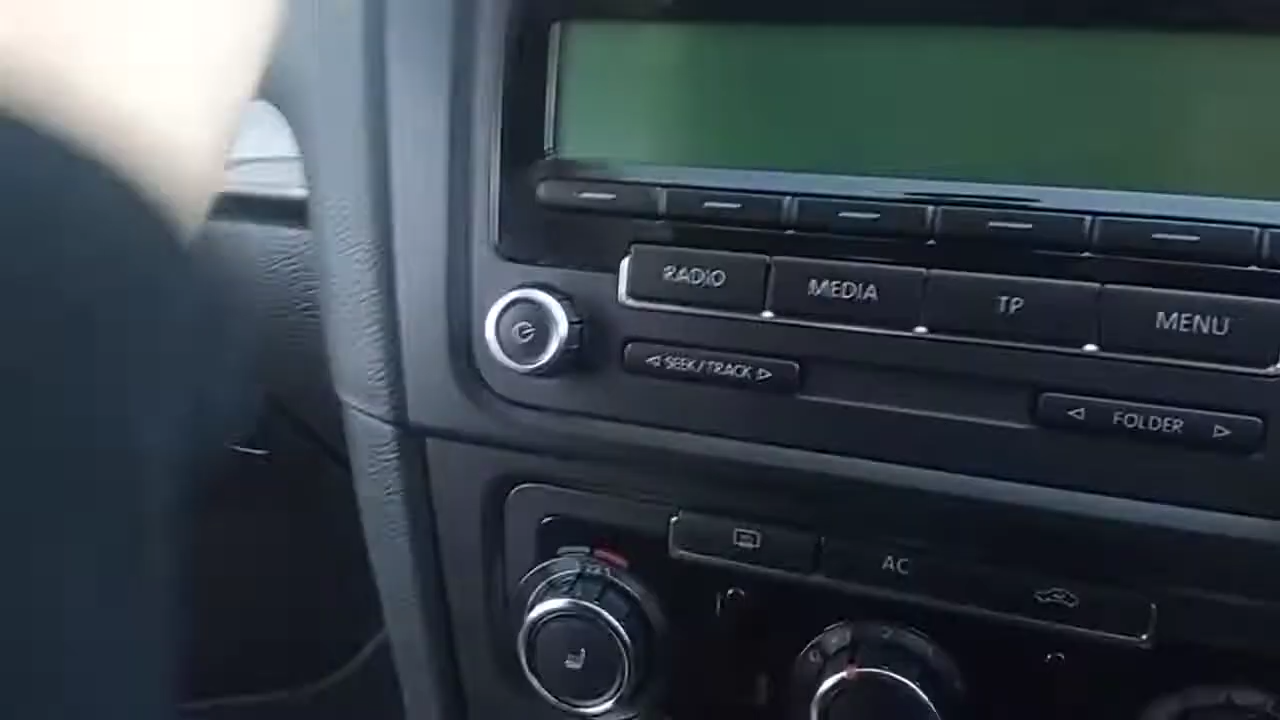 RADIO MEDIA TP MENU
◁ SEEK / TRACK ▷
◁ FOLDER ▷
AC